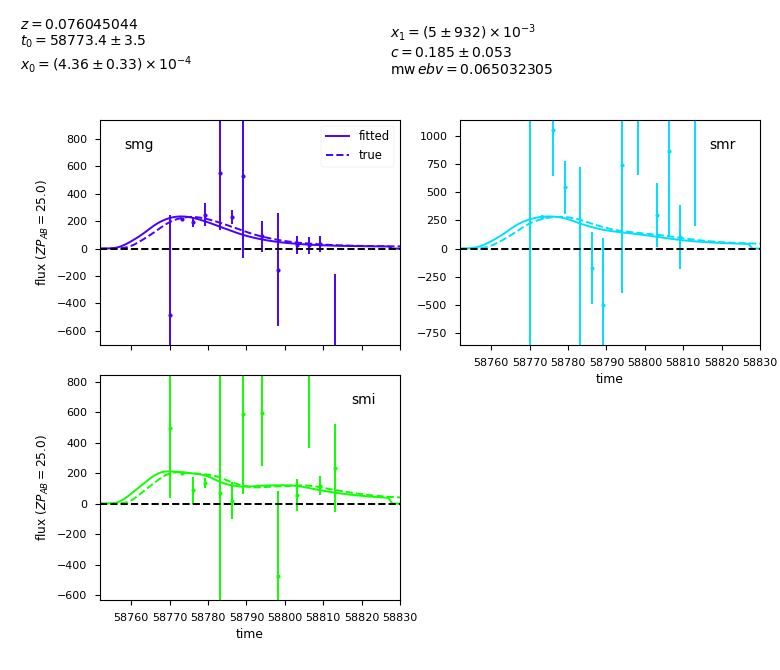 z = 0.076045044
t₀ = 58773.4 ± 3.5
x₀ = (4.36 ± 0.33) × 10⁻⁴
x₁ = (5 ± 932) × 10⁻³
c = 0.185 ± 0.053
mw ebv = 0.065032305
smg
fitted
true
800
600
400
200
0
−200
−400
−600
flux (ZP_AB = 25.0)
smr
1000
750
500
250
0
−250
−500
−750
58760 58770 58780 58790 58800 58810 58820 58830
time
smi
800
600
400
200
0
−200
−400
−600
flux (ZP_AB = 25.0)
58760 58770 58780 58790 58800 58810 58820 58830
time